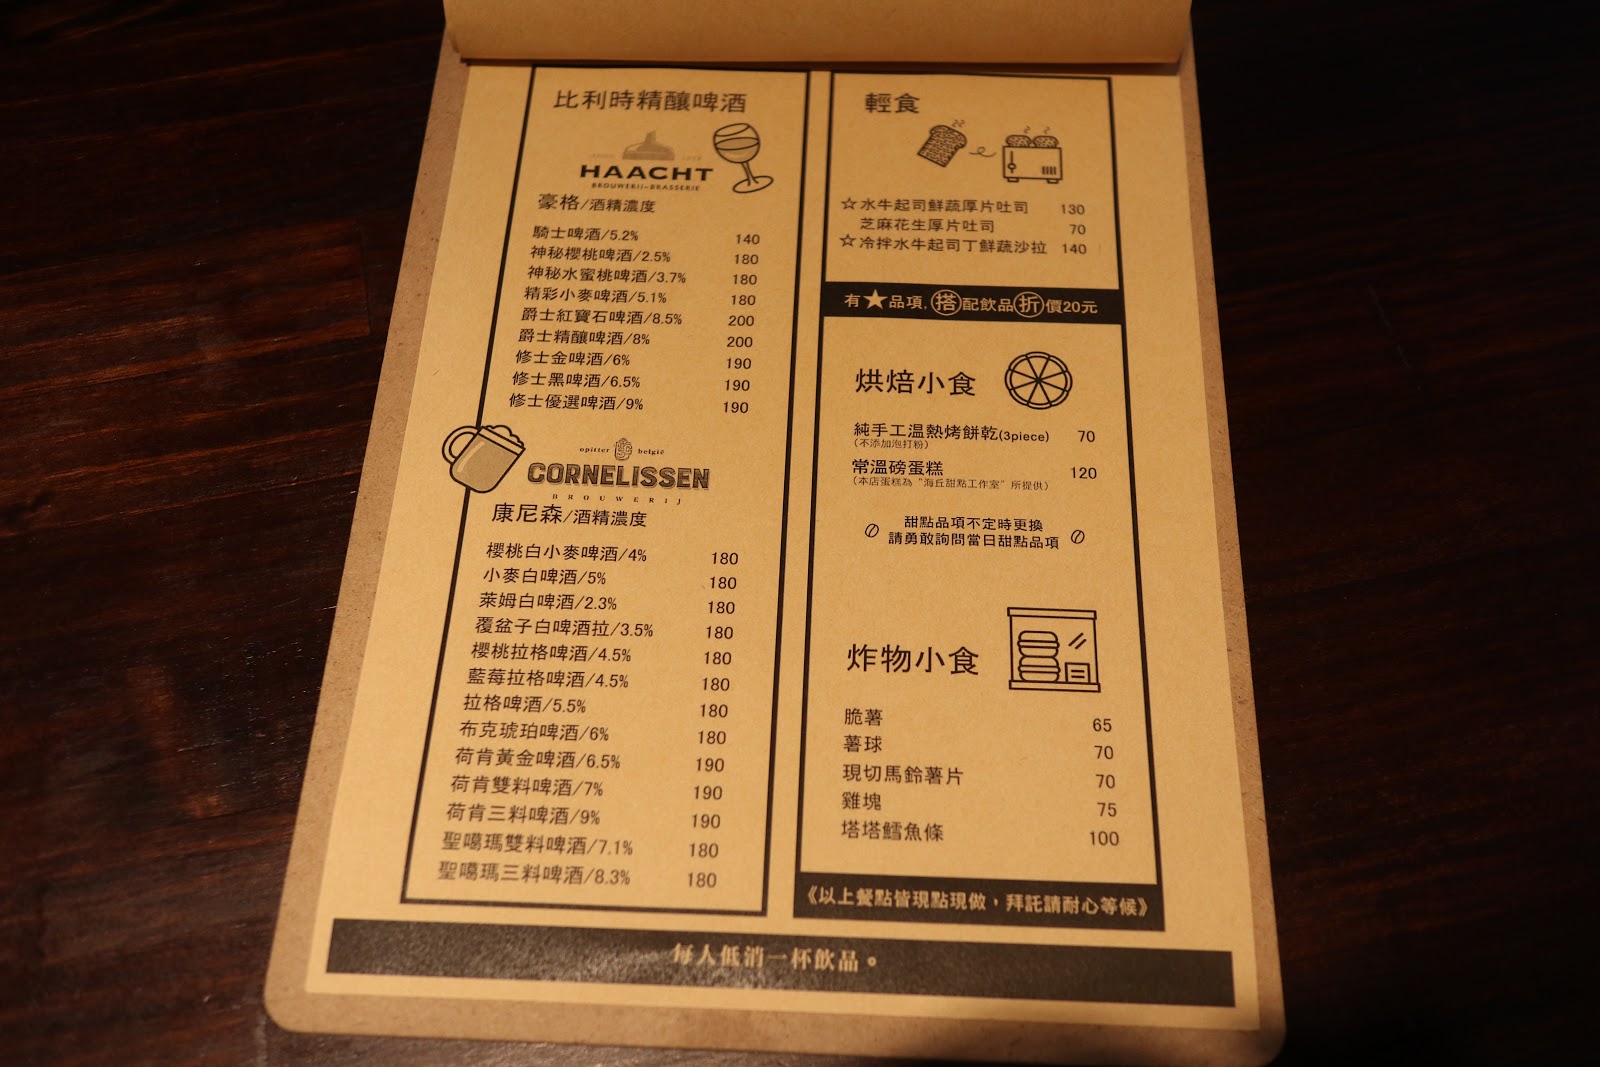 比利時精釀啤酒
HAACHT
BROUWERIJ-BRASSERIE
豪格/酒精濃度
騎士啤酒/5.2% 140
神秘櫻桃啤酒/2.5% 180
神秘水蜜桃啤酒/3.7% 180
精彩小麥啤酒/5.1% 180
爵士紅寶石啤酒/8.5% 200
爵士精釀啤酒/8% 200
修士金啤酒/6% 190
修士黑啤酒/6.5% 190
修士優選啤酒/9% 190
opitter belgië
CORNELISSEN
BROUWERIJ
康尼森/酒精濃度
櫻桃白小麥啤酒/4% 180
小麥白啤酒/5% 180
萊姆白啤酒/2.3% 180
覆盆子白啤酒拉/3.5% 180
櫻桃拉格啤酒/4.5% 180
藍莓拉格啤酒/4.5% 180
拉格啤酒/5.5% 180
布克琥珀啤酒/6% 180
荷肯黃金啤酒/6.5% 190
荷肯雙料啤酒/7% 190
荷肯三料啤酒/9% 190
聖噶瑪雙料啤酒/7.1% 180
聖噶瑪三料啤酒/8.3% 180
輕食
☆水牛起司鮮蔬厚片吐司 130
芝麻花生厚片吐司 70
☆冷拌水牛起司丁鮮蔬沙拉 140
有★品項,搭配飲品折價20元
烘焙小食
純手工溫熱烤餅乾(3piece) 70
(不添加泡打粉)
常溫磅蛋糕 120
(本店蛋糕為"海丘甜點工作室"所提供)
甜點品項不定時更換
請勇敢詢問當日甜點品項
炸物小食
脆薯 65
薯球 70
現切馬鈴薯片 70
雞塊 75
塔塔鱈魚條 100
《以上餐點皆現點現做，拜託請耐心等候》
每人低消一杯飲品。